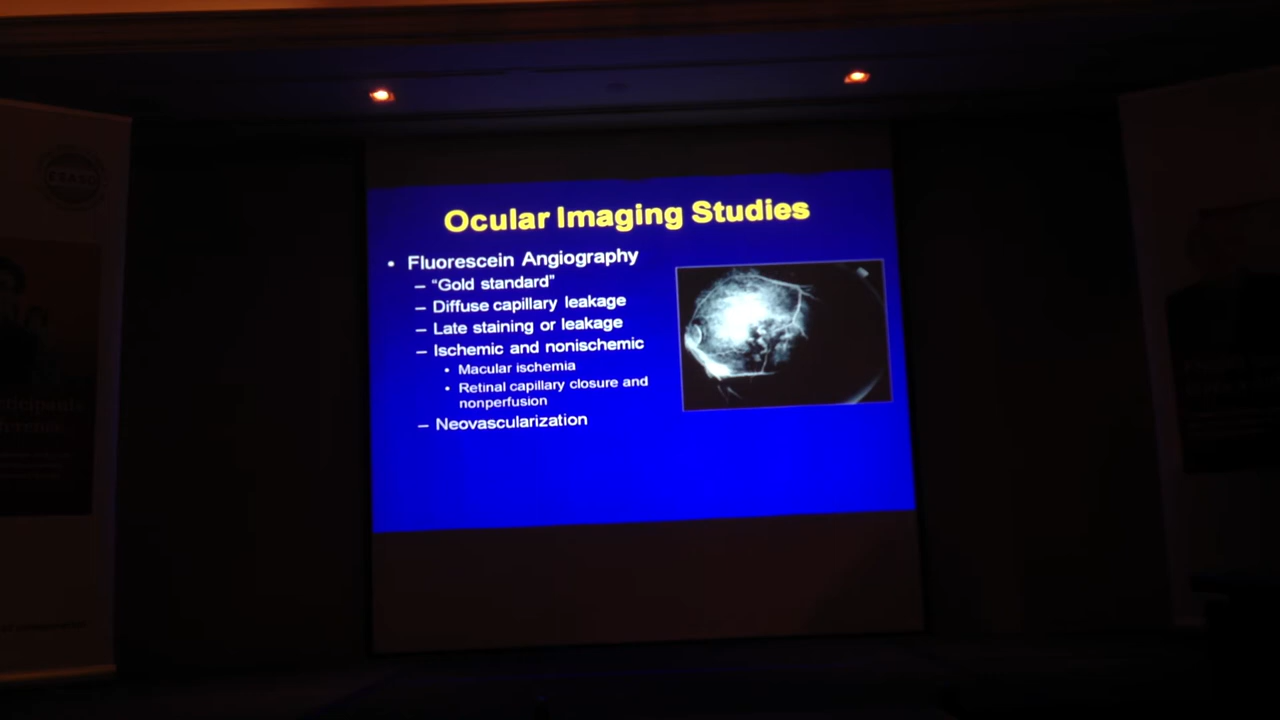 Ocular Imaging Studies
• Fluorescein Angiography
– “Gold standard”
– Diffuse capillary leakage
– Late staining or leakage
– Ischemic and nonischemic
• Macular ischemia
• Retinal capillary closure and
nonperfusion
– Neovascularization